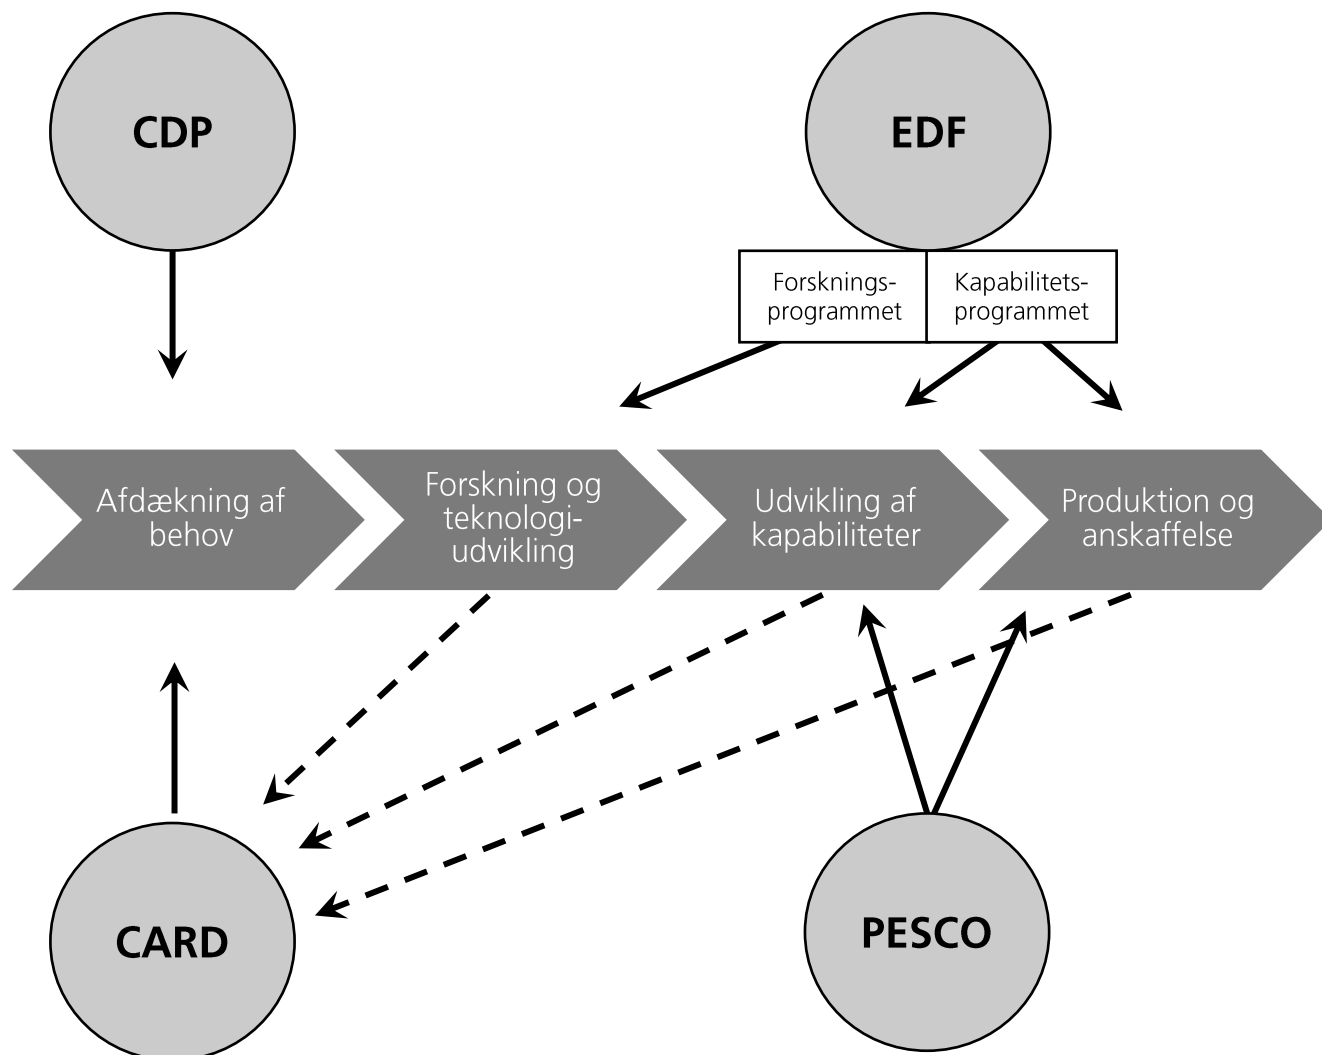 CDP
EDF
Forsknings-
programmet
Kapabilitets-
programmet
Afdækning af
behov
Forskning og
teknologi-
udvikling
Udvikling af
kapabiliteter
Produktion og
anskaffelse
CARD
PESCO